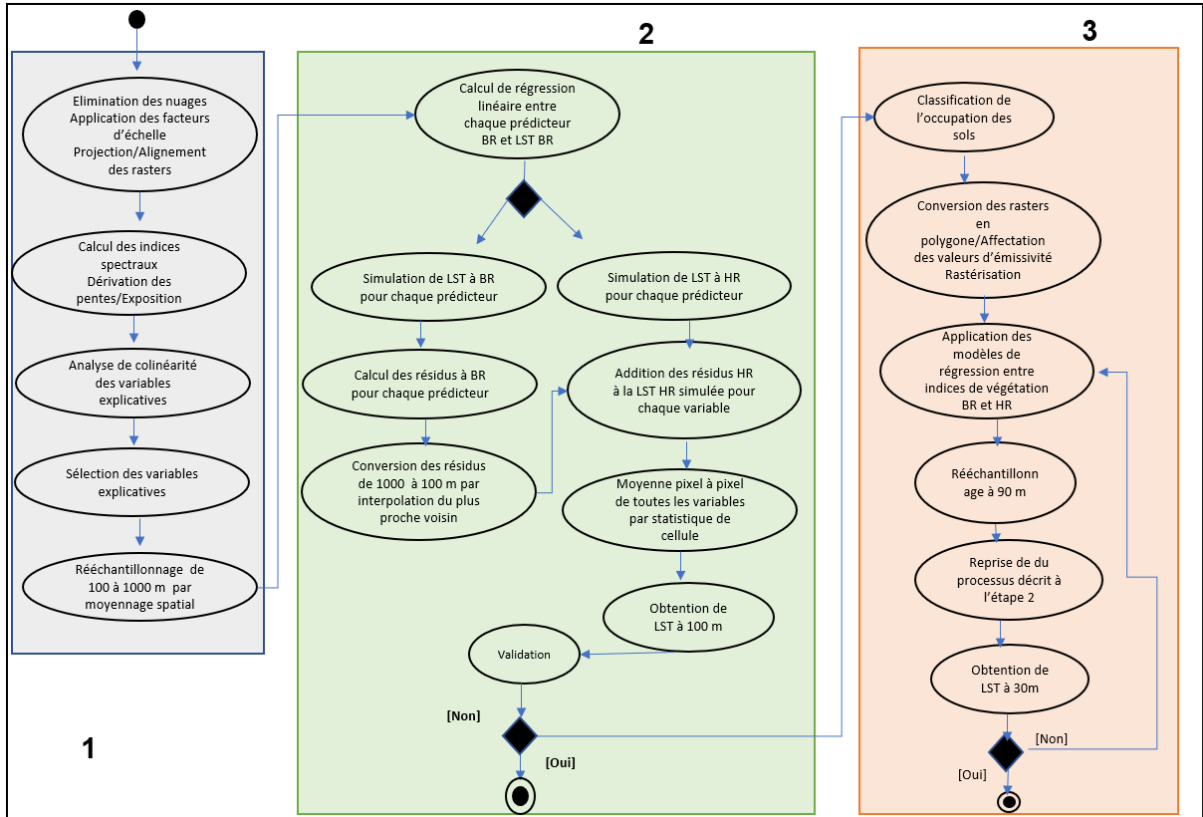 1
Elimination des nuages
Application des facteurs
d'échelle
Projection/Alignement
des rasters
Calcul des indices
spectraux
Dérivation des
pentes/Exposition
Analyse de colinéarité
des variables
explicatives
Sélection des variables
explicatives
Rééchantillonnage de
100 à 1000 m par
moyennage spatial
2
Calcul de régression
linéaire entre
chaque prédicteur
BR et LST BR
Simulation de LST à BR
pour chaque prédicteur
Calcul des résidus à BR
pour chaque prédicteur
Conversion des résidus
de 1000 à 100 m par
interpolation du plus
proche voisin
Simulation de LST à HR
pour chaque prédicteur
Addition des résidus HR
à la LST HR simulée pour
chaque variable
Moyenne pixel à pixel
de toutes les variables
par statistique de
cellule
Obtention de
LST à 100 m
Validation
[Non]
[Oui]
3
Classification de
l'occupation des
sols
Conversion des rasters
en
polygone/Affectation
des valeurs d'émissivité
Rastérisation
Application des
modèles de
régression entre
indices de végétation
BR et HR
Rééchantillonn
age à 90 m
Reprise de du
processus décrit à
l'étape 2
Obtention de
LST à 30m
[Non]
[Oui]